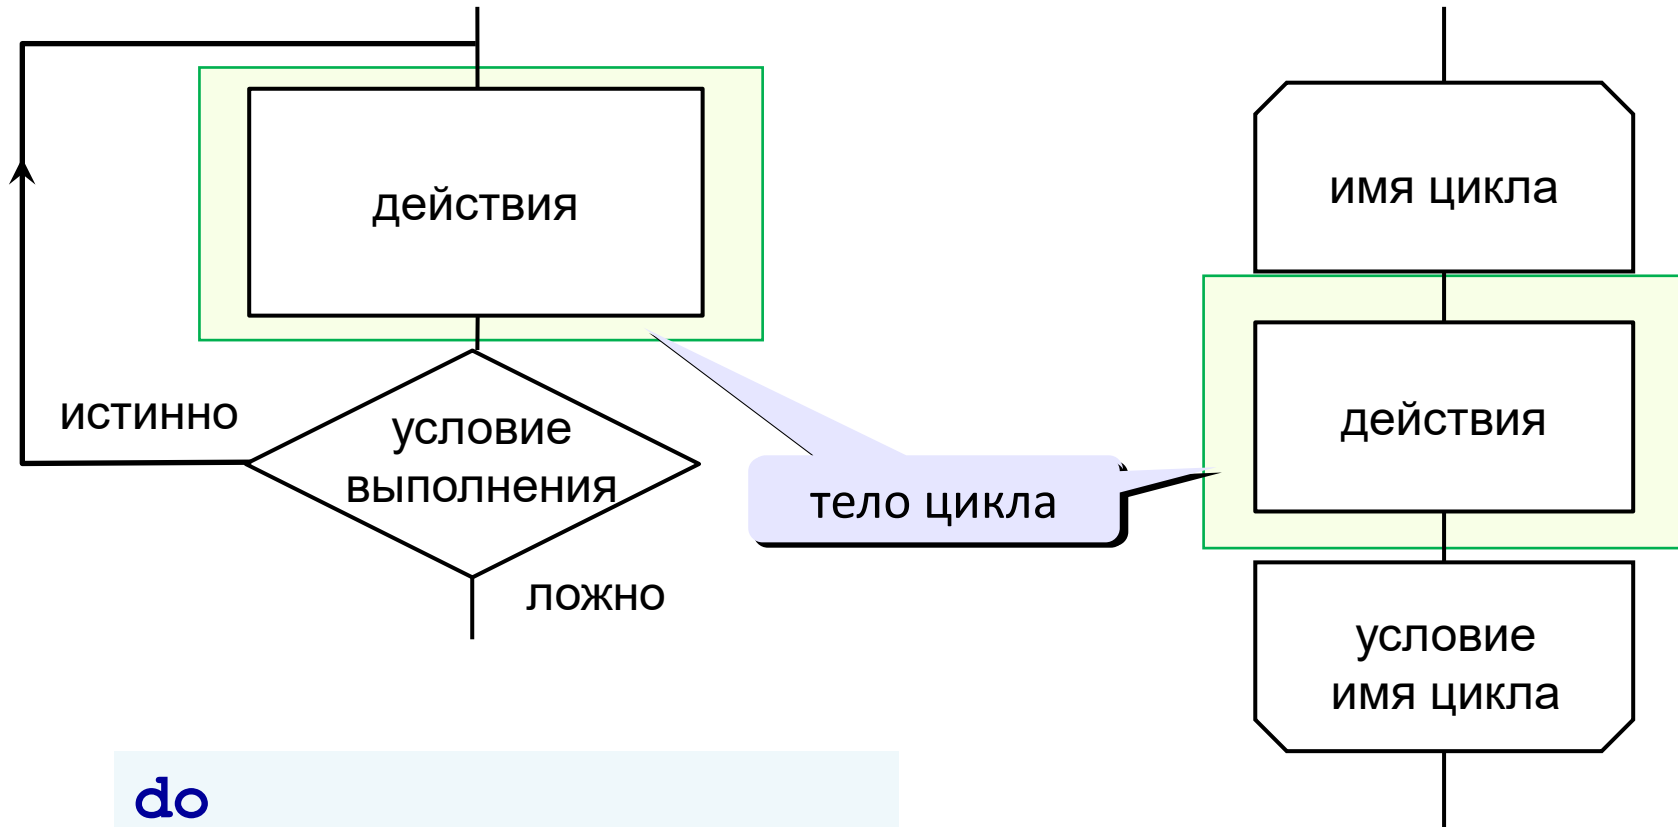 действия
истинно
условие
выполнения
ложно
тело цикла
имя цикла
действия
условие
имя цикла
do